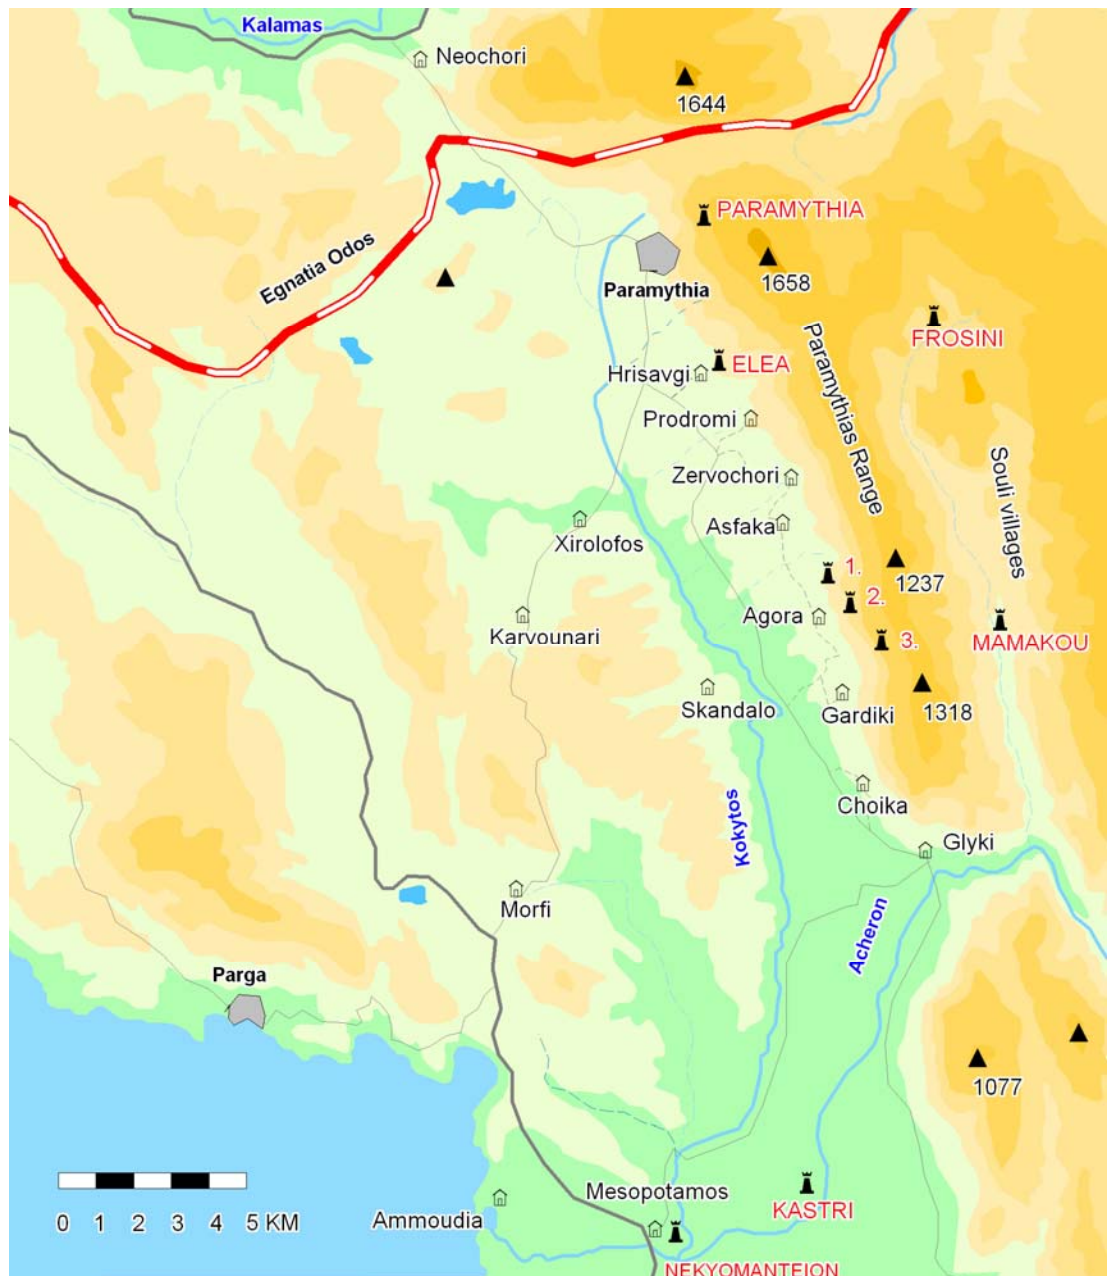 Kalamas
Neochori
1644
PARAMYTHIA
Egnatia Odos
Paramythia
1658
FROSINI
Paramythias Range
ELEA
Hrisavgi
Prodromi
Souli villages
Zervochori
Asfaka
Xirolofos
1.
1237
2.
Agora
Karvounari
3.
MAMAKOU
Skandalo
Gardiki
1318
Kokytos
Choika
Glyki
Morfi
Acheron
Parga
1077
Mesopotamos
KASTRI
Ammoudia
0 1 2 3 4 5 KM
NEKYOMANTEION